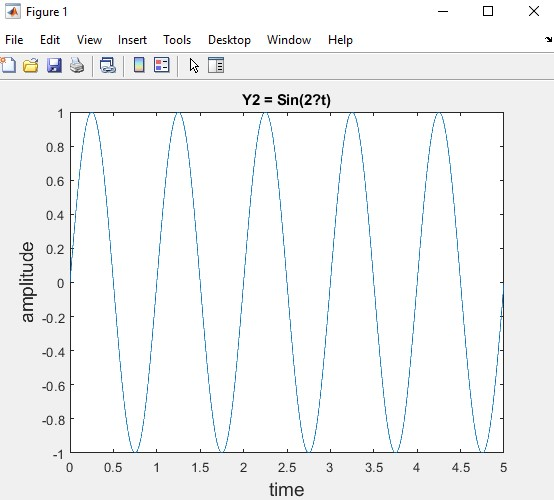 Figure 1
File Edit View Insert Tools Desktop Window Help
Y2 = Sin(2?t)
1
0.8
0.6
0.4
0.2
0
-0.2
-0.4
-0.6
-0.8
-1
amplitude
0 0.5 1 1.5 2 2.5 3 3.5 4 4.5 5
time